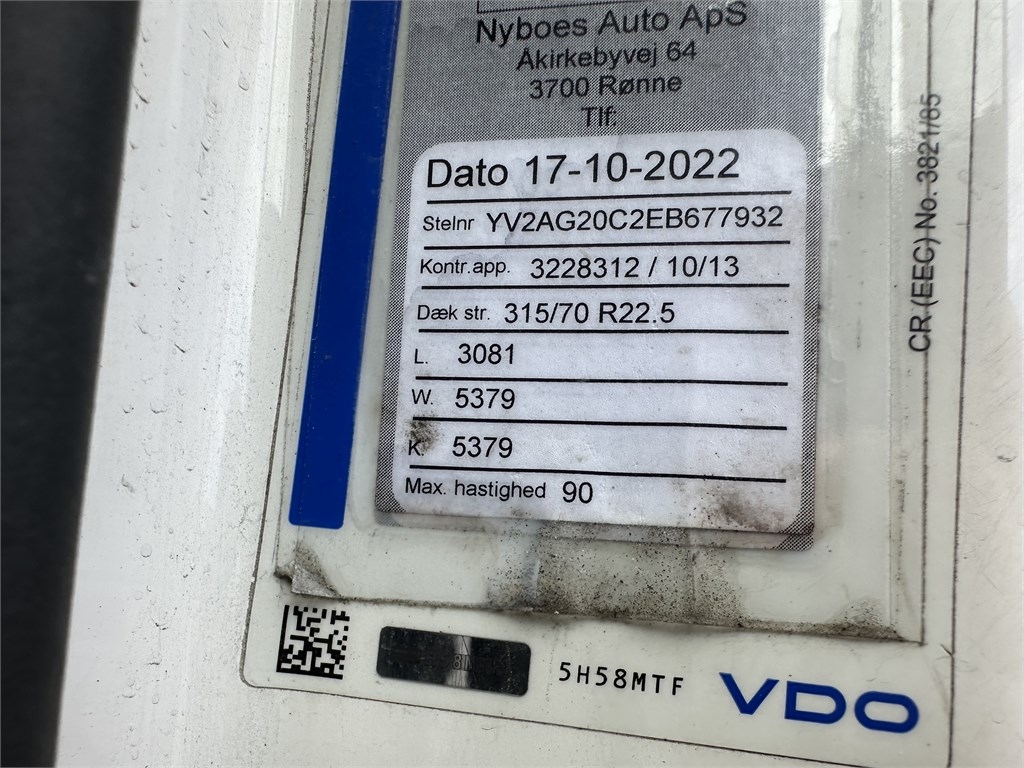 Nyboes Auto ApS
Åkirkebyvej 64
3700 Rønne
Tlf:
Dato 17-10-2022
Stelnr YV2AG20C2EB677932
Kontr.app. 3228312 / 10/13
Dæk str. 315/70 R22.5
L. 3081
W. 5379
K. 5379
Max. hastighed 90
CR (EEC) No. 3821/85
5H58MTF
VDO